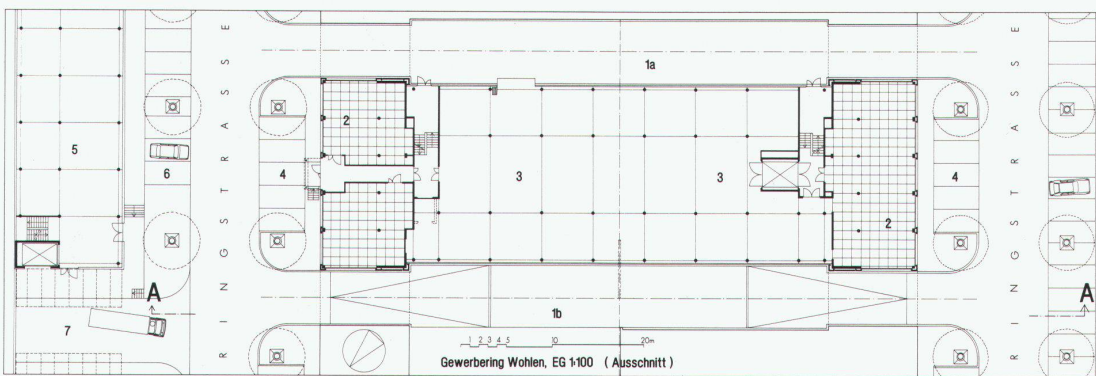 RINGSTRASSE
RINGSTRASSE
1a
2
5
6
4
3
3
4
2
A
A
7
1b
1 2 3 4 5 10 20m
Gewerbering Wohlen, EG 1:100 (Ausschnitt)